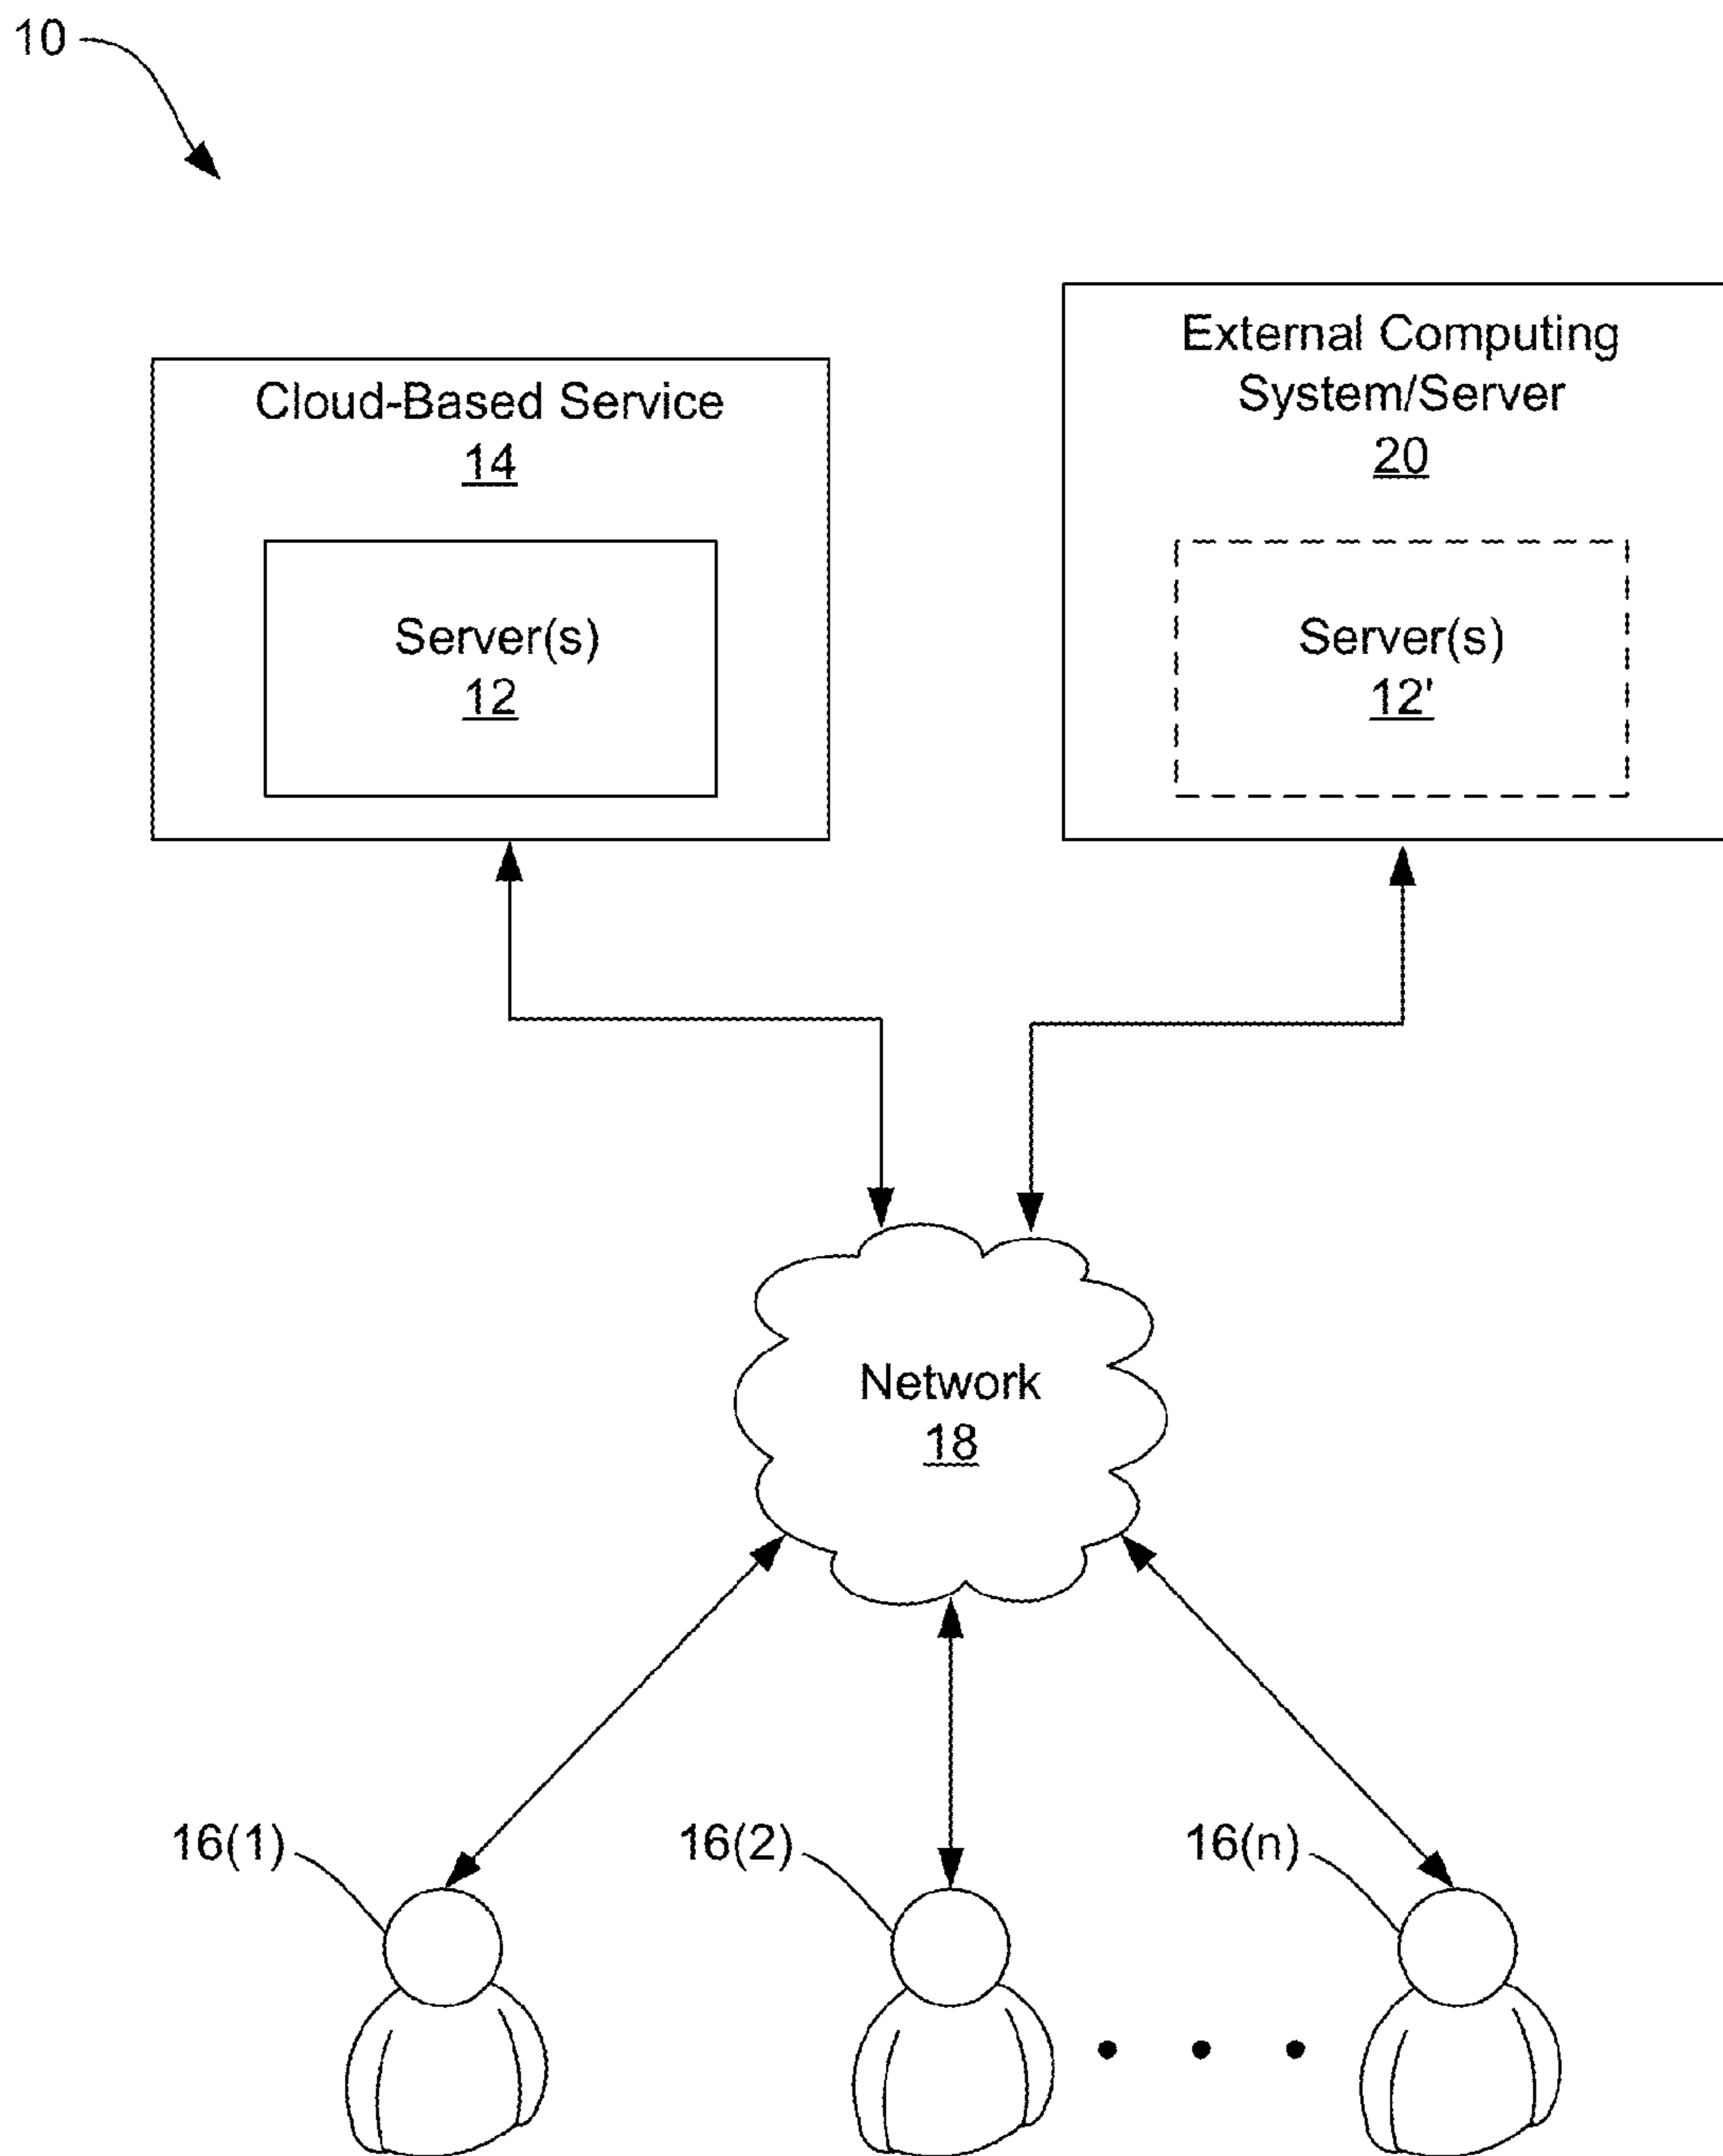 10
Cloud-Based Service
14
Server(s)
12
External Computing
System/Server
20
Server(s)
12'
Network
18
16(1)
16(2)
16(n)